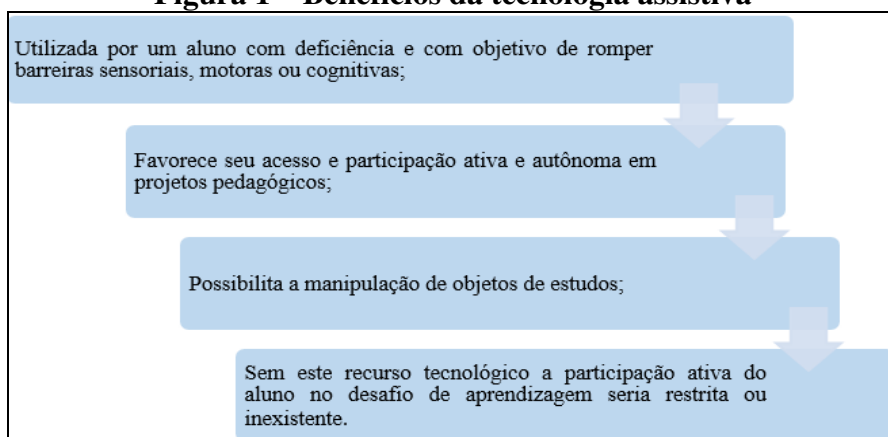 Figura 1 – Benefícios da tecnologia assistiva
Utilizada por um aluno com deficiência e com objetivo de romper
barreiras sensoriais, motoras ou cognitivas;
Favorece seu acesso e participação ativa e autônoma em
projetos pedagógicos;
Possibilita a manipulação de objetos de estudos;
Sem este recurso tecnológico a participação ativa do
aluno no desafio de aprendizagem seria restrita ou
inexistente.